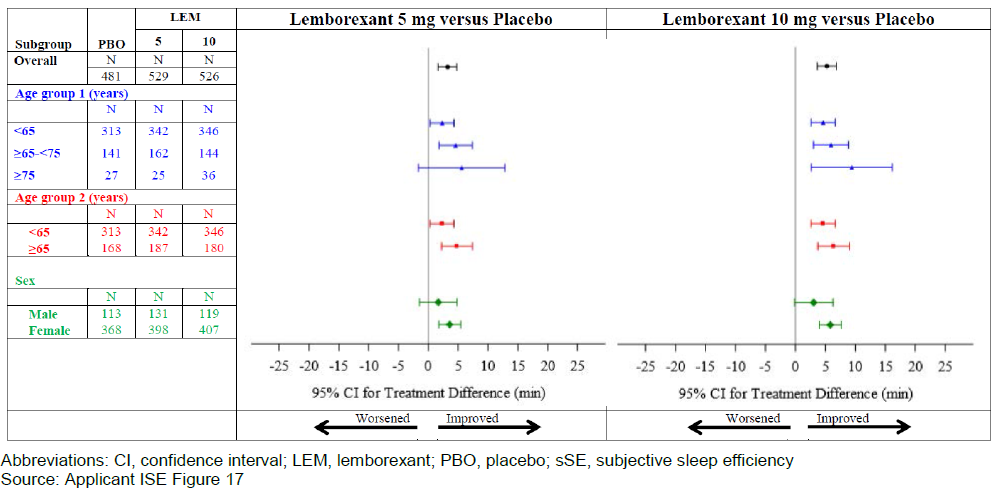 LEM
Lemborexant 5 mg versus Placebo
Lemborexant 10 mg versus Placebo
Subgroup PBO 5 10
Overall N N N
481 529 526
Age group 1 (years)
N N N
<65 313 342 346
≥65-<75 141 162 144
≥75 27 25 36
Age group 2 (years)
N N N
<65 313 342 346
≥65 168 187 180
Sex
N N N
Male 113 131 119
Female 368 398 407
-25 -20 -15 -10 -5 0 5 10 15 20 25
95% CI for Treatment Difference (min)
Worsened Improved
-25 -20 -15 -10 -5 0 5 10 15 20 25
95% CI for Treatment Difference (min)
Worsened Improved
Abbreviations: CI, confidence interval; LEM, lemborexant; PBO, placebo; sSE, subjective sleep efficiency
Source: Applicant ISE Figure 17